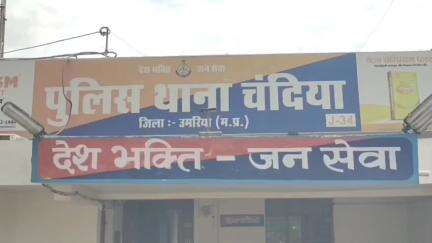 देश भक्ति जन सेवा
पुलिस थाना चंदिया
जिला :- उमरिया (म.प्र.)
J-34
देश भक्ति - जन सेवा